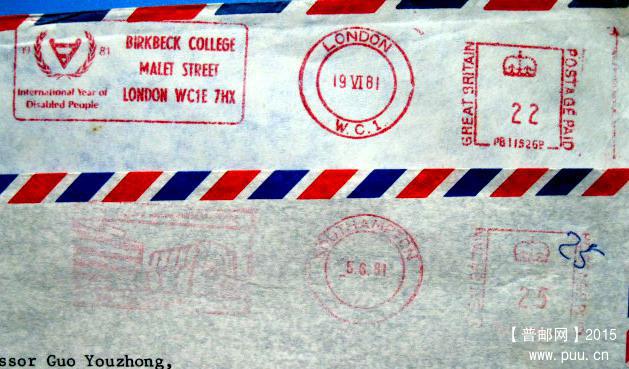 19 81
International Year of
Disabled People
BIRKBECK COLLEGE
MALET STREET
LONDON WC1E 7HX
LONDON
19 VI 81
W.C.1
GREAT BRITAIN
22
PB115262
POSTAGE PAID
SOUTHAMPTON
5.6.81
25
ssor Guo Youzhong,
【普邮网】2015
www.puu.cn